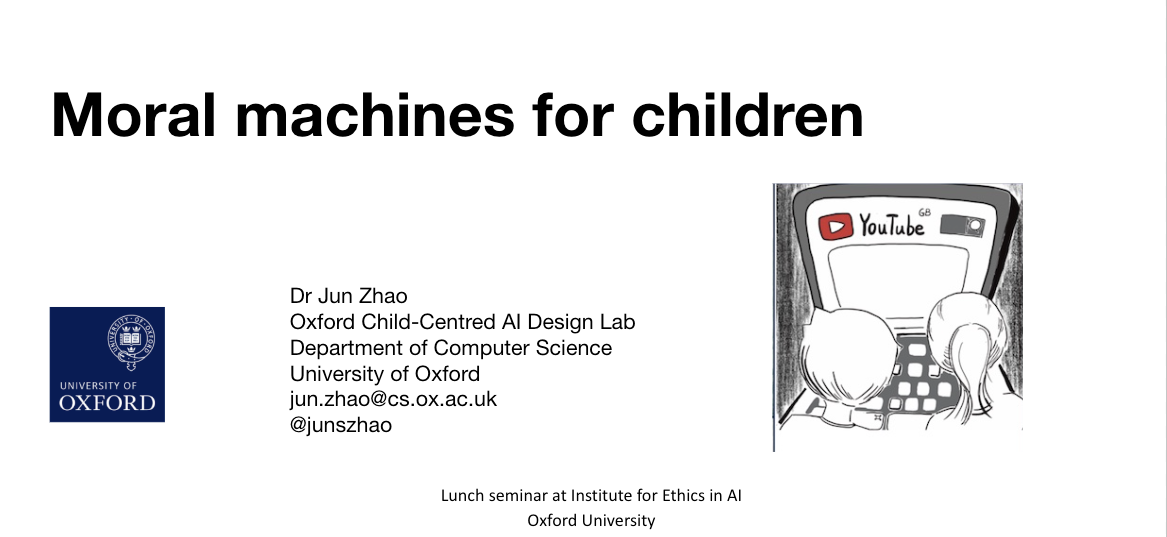 Moral machines for children
YouTube GB
Dr Jun Zhao
Oxford Child-Centred AI Design Lab
Department of Computer Science
University of Oxford
jun.zhao@cs.ox.ac.uk
@junszhao
UNIVERSITY OF
OXFORD
Lunch seminar at Institute for Ethics in AI
Oxford University